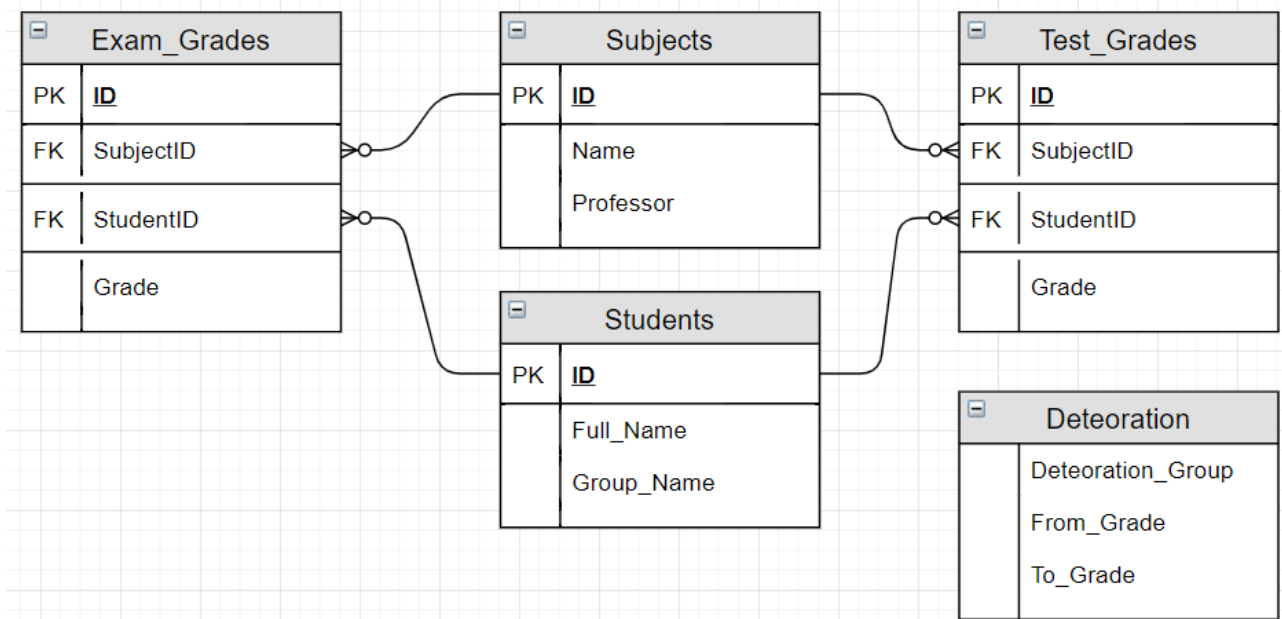 Exam_Grades
PK ID
FK SubjectID
FK StudentID
Grade
Subjects
PK ID
Name
Professor
Students
PK ID
Full_Name
Group_Name
Test_Grades
PK ID
FK SubjectID
FK StudentID
Grade
Deteoration
Deteoration_Group
From_Grade
To_Grade